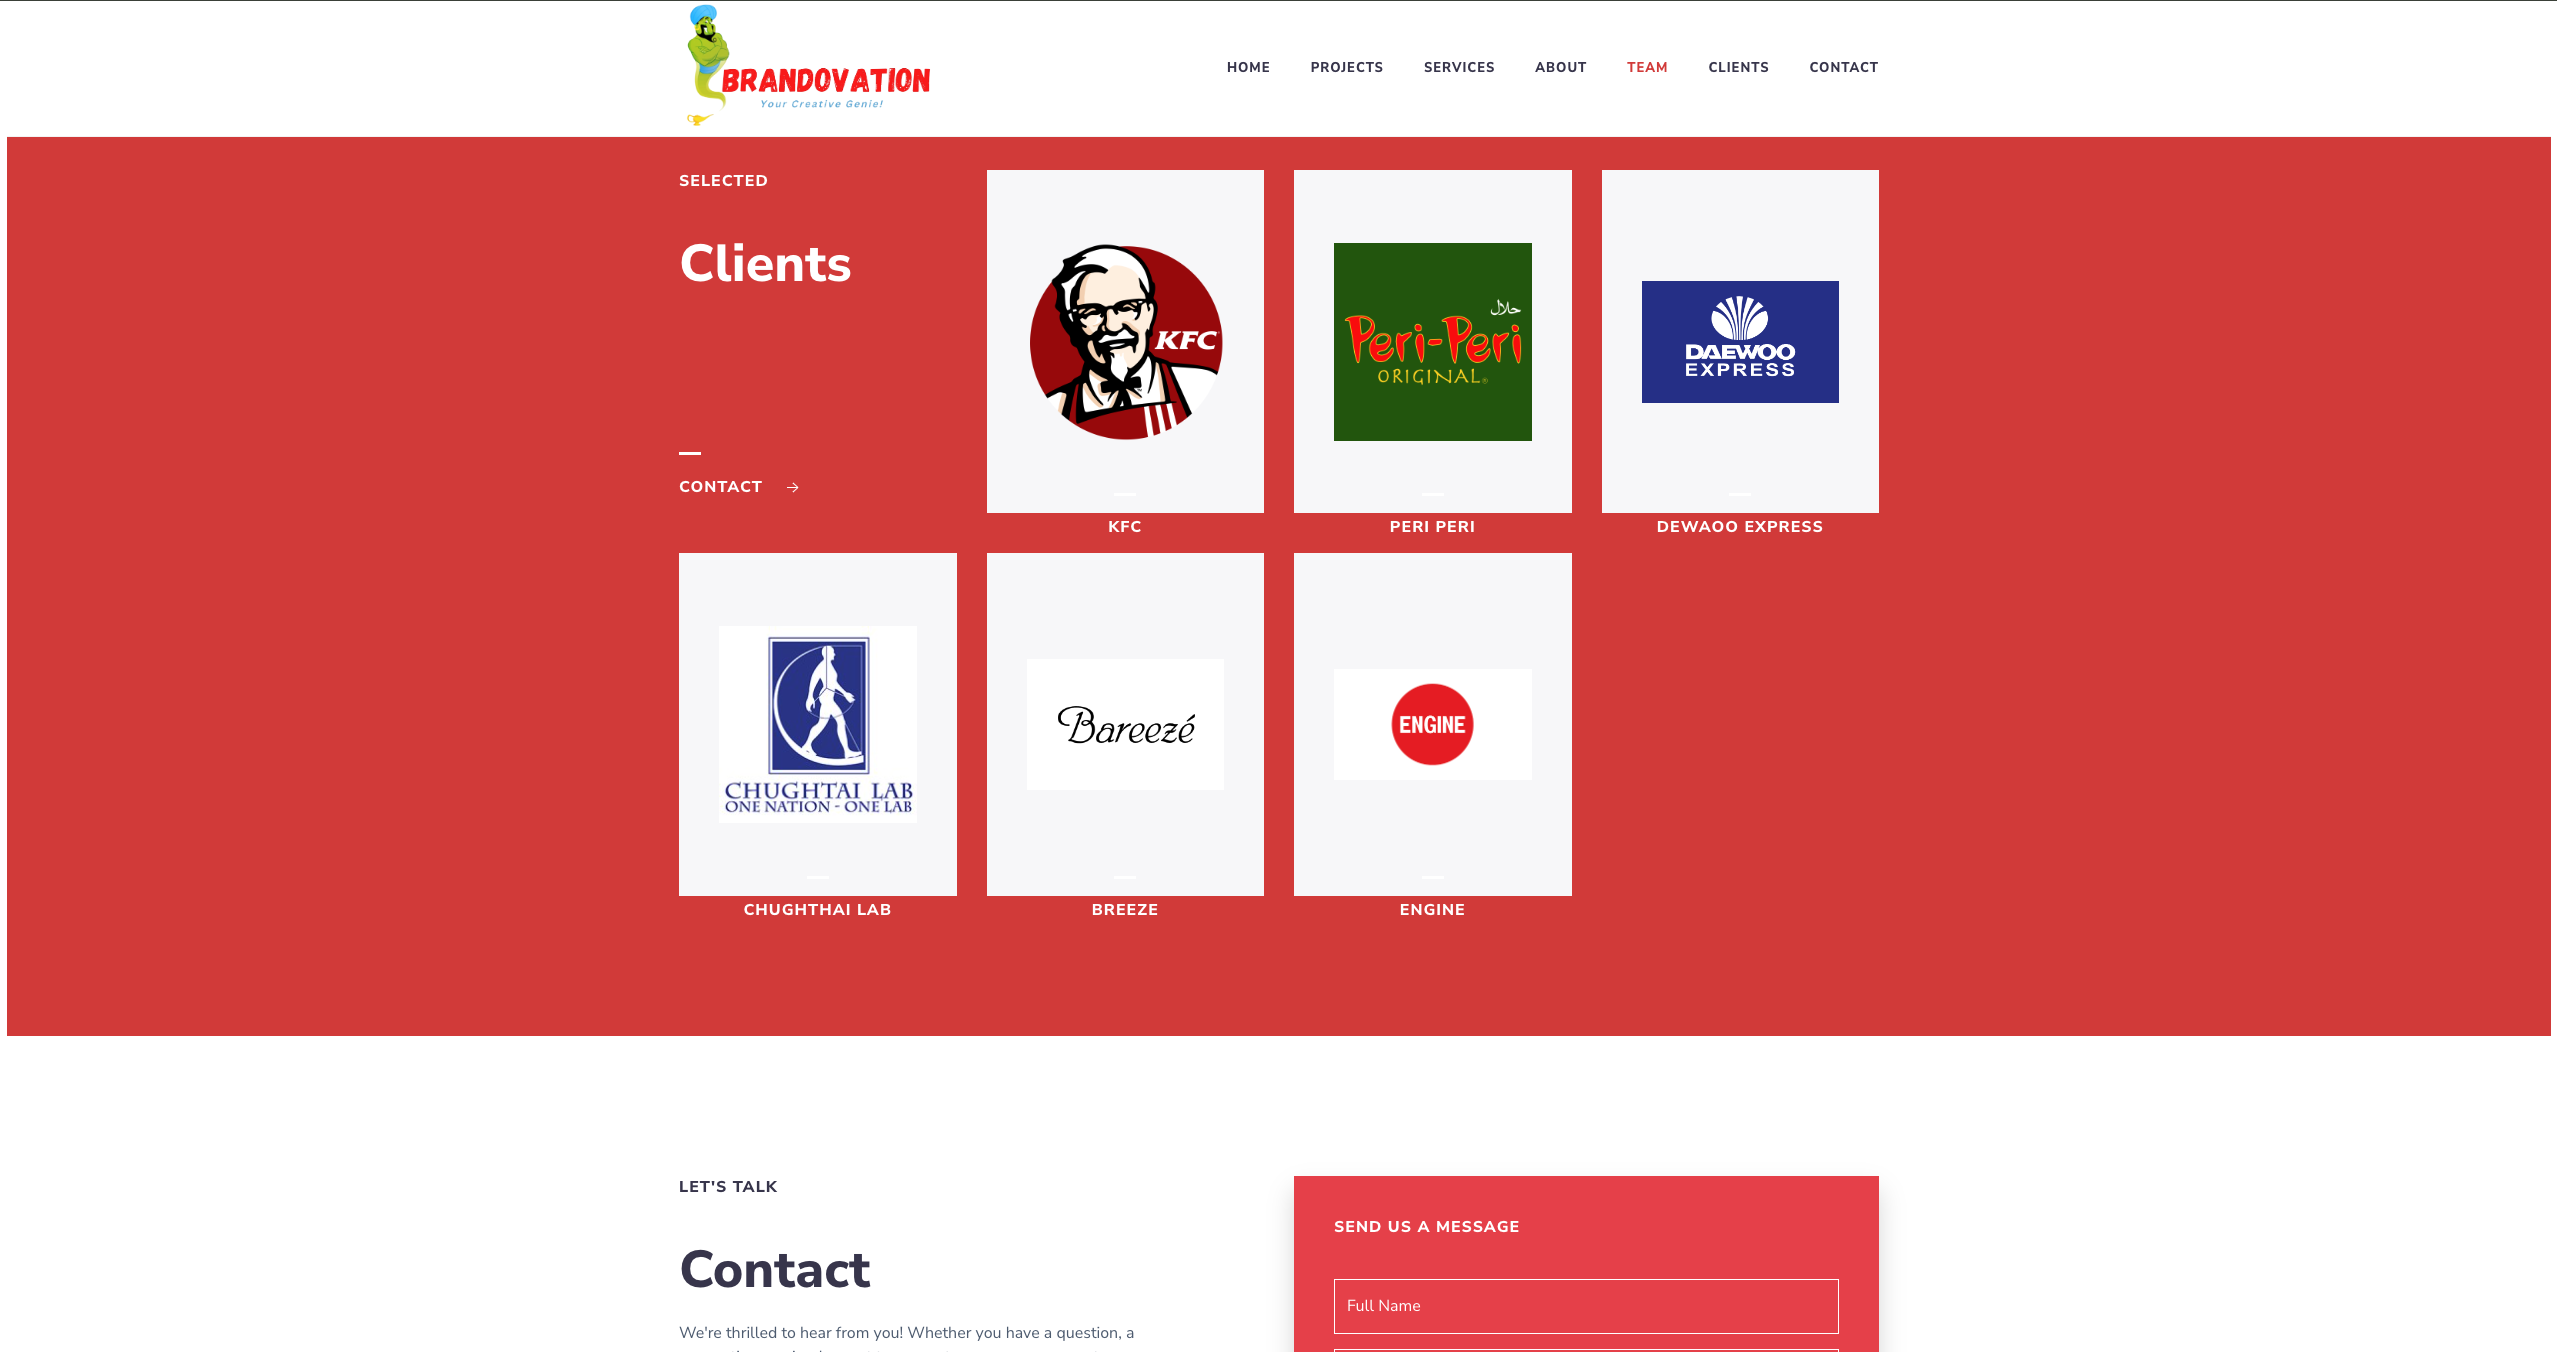 BRANDOVATION
Your Creative Genie!
HOME PROJECTS SERVICES ABOUT TEAM CLIENTS CONTACT
SELECTED
Clients
CONTACT →
KFC
KFC
حلال
Peri-Peri
ORIGINAL®
PERI PERI
DAEWOO
EXPRESS
DEWAOO EXPRESS
CHUGHTAI LAB
ONE NATION - ONE LAB
CHUGHTHAI LAB
Bareezé
BREEZE
ENGINE
ENGINE
LET'S TALK
Contact
We're thrilled to hear from you! Whether you have a question, a
SEND US A MESSAGE
Full Name